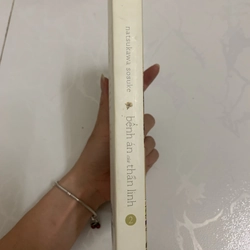 natsukawa sosuke
bệnh án của thần linh